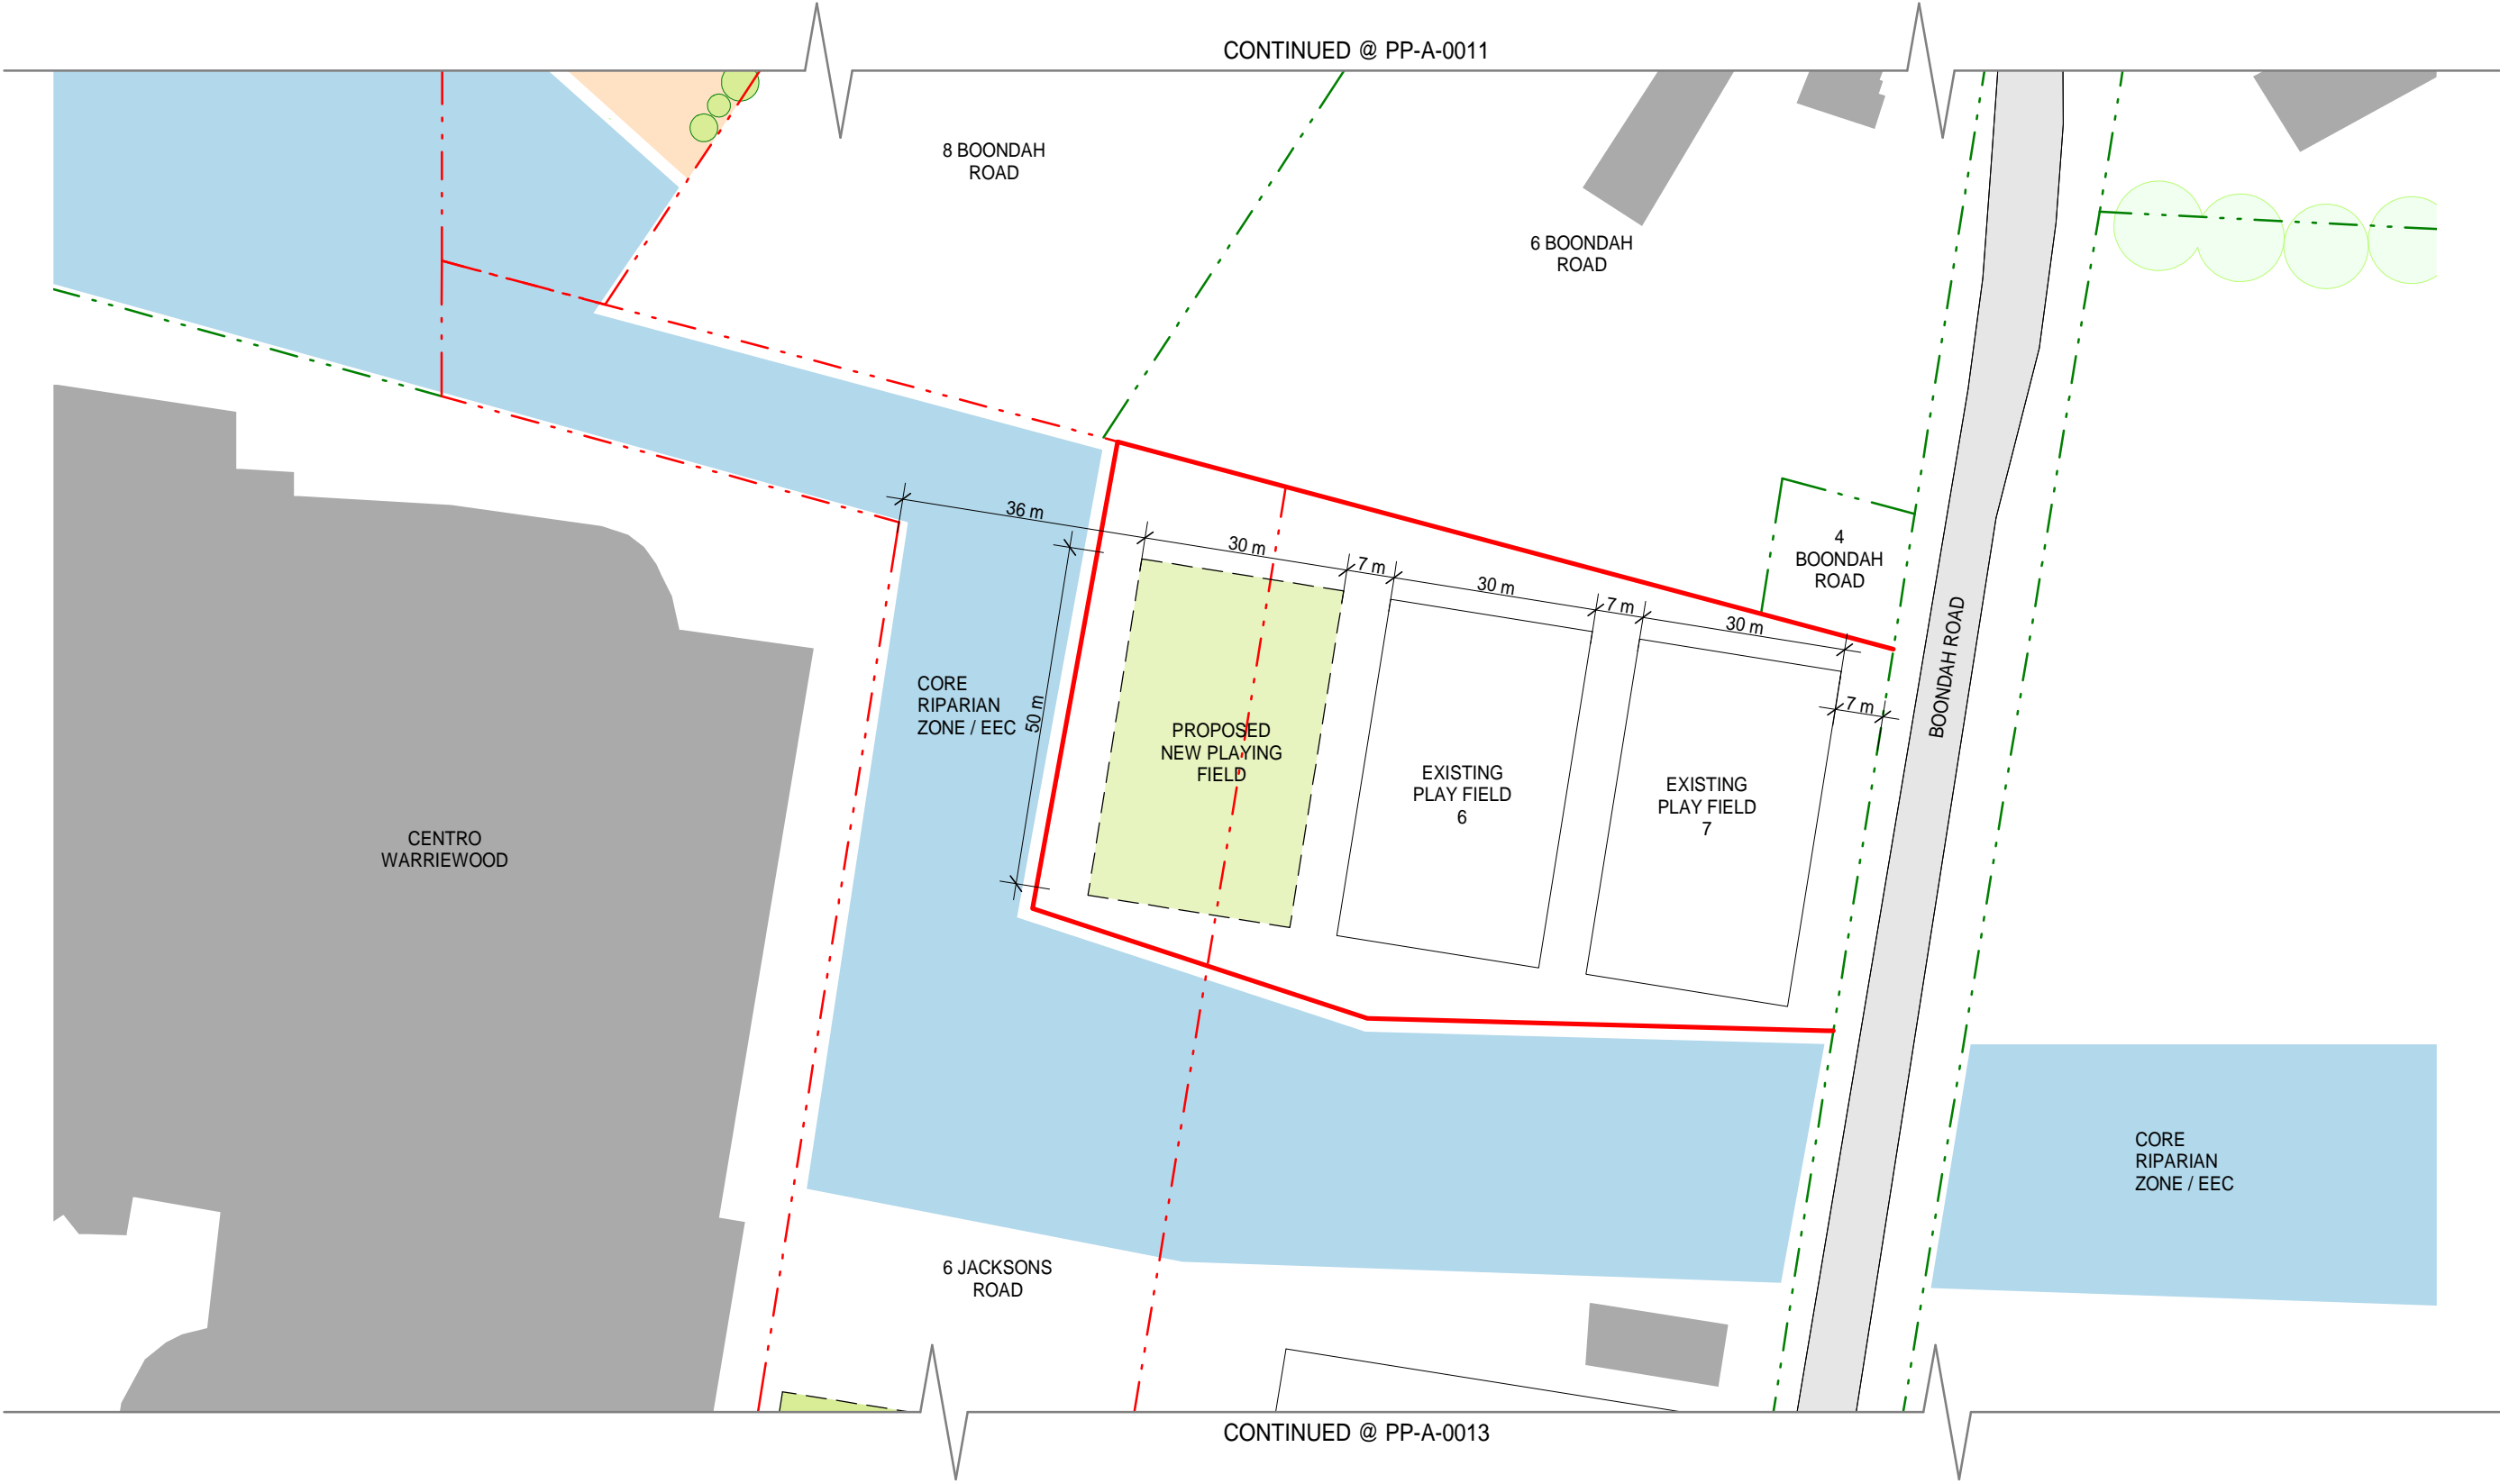 CONTINUED @ PP-A-0011
8 BOONDAH
ROAD
6 BOONDAH
ROAD
36 m
30 m
7 m
30 m
7 m
30 m
4
BOONDAH
ROAD
BOONDAH ROAD
7 m
50 m
CORE
RIPARIAN
ZONE / EEC
PROPOSED
NEW PLAYING
FIELD
EXISTING
PLAY FIELD
6
EXISTING
PLAY FIELD
7
CENTRO
WARRIEWOOD
CORE
RIPARIAN
ZONE / EEC
6 JACKSONS
ROAD
CONTINUED @ PP-A-0013